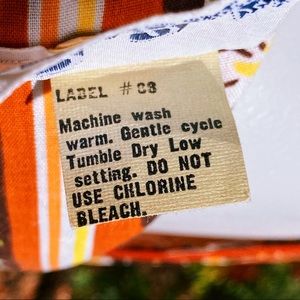 LABEL # C8
Machine wash
warm. Gentle cycle
Tumble Dry Low
setting. DO NOT
USE CHLORINE
BLEACH.